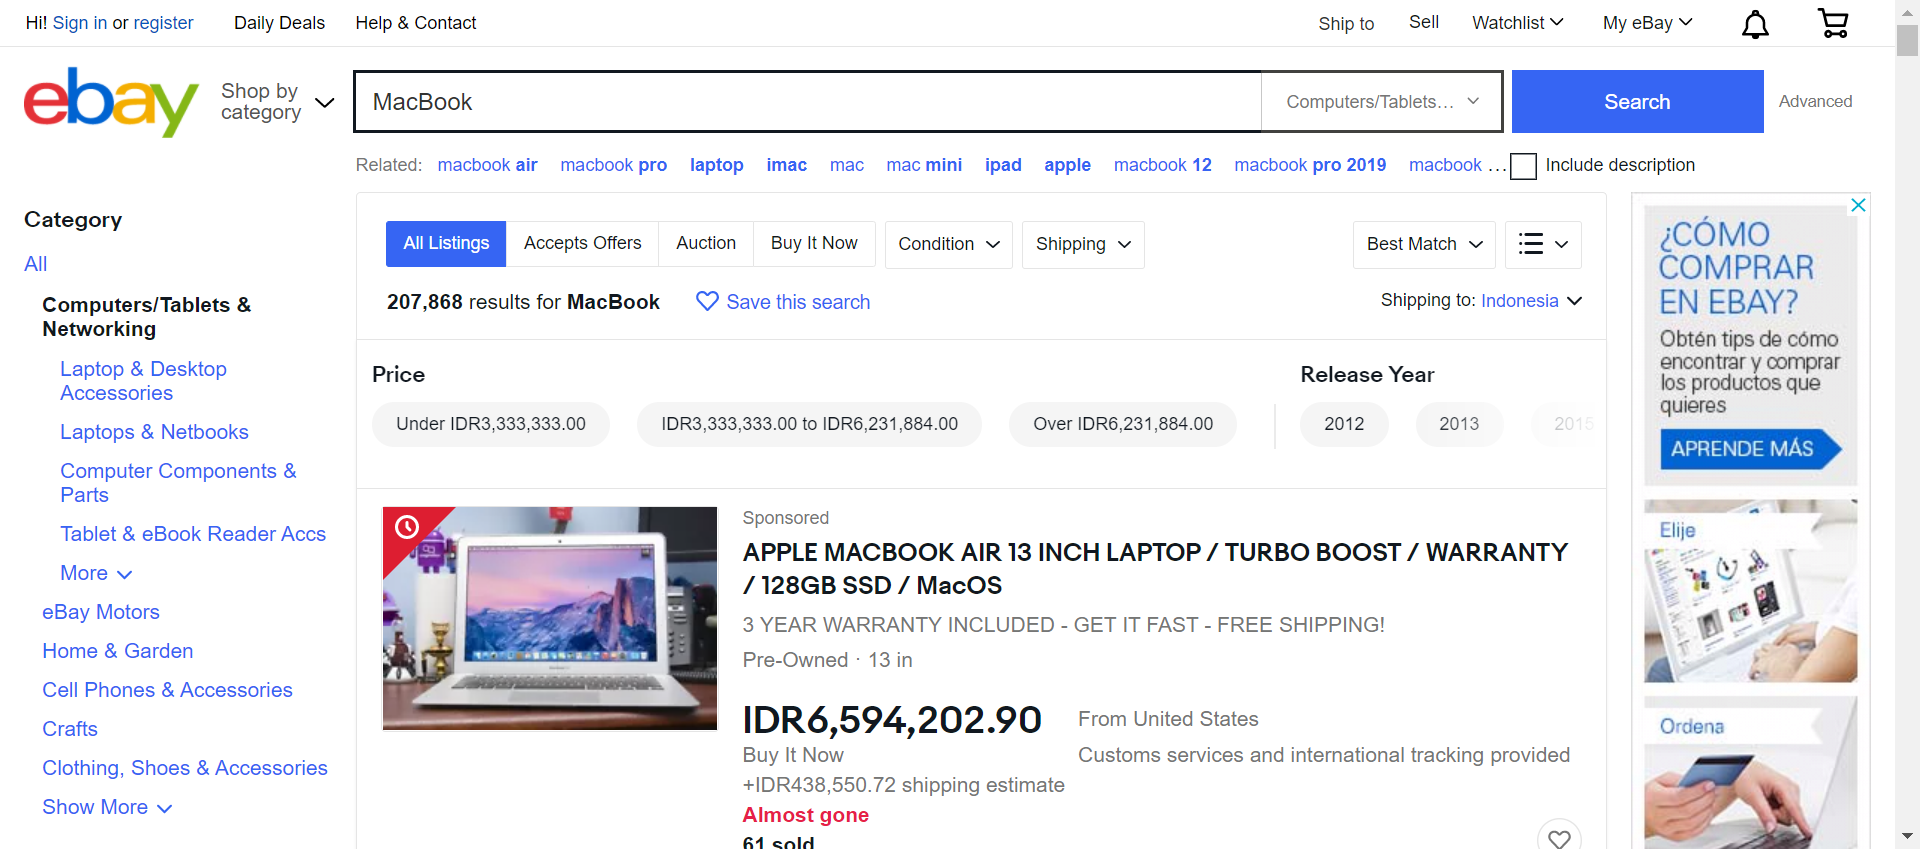 Hi! Sign in or register
Daily Deals
Help & Contact
Ship to
Sell
Watchlist
My eBay
ebay
Shop by
category
MacBook
Computers/Tablets...
Search
Advanced
Related: macbook air macbook pro laptop imac mac mac mini ipad apple macbook 12 macbook pro 2019 macbook ...
Include description
Category
All
Computers/Tablets &
Networking
Laptop & Desktop
Accessories
Laptops & Netbooks
Computer Components &
Parts
Tablet & eBook Reader Accs
More
eBay Motors
Home & Garden
Cell Phones & Accessories
Crafts
Clothing, Shoes & Accessories
Show More
All Listings
Accepts Offers
Auction
Buy It Now
Condition
Shipping
Best Match
207,868 results for MacBook
Save this search
Shipping to: Indonesia
Price
Under IDR3,333,333.00
IDR3,333,333.00 to IDR6,231,884.00
Over IDR6,231,884.00
Release Year
2012
2013
2015
Sponsored
APPLE MACBOOK AIR 13 INCH LAPTOP / TURBO BOOST / WARRANTY
/ 128GB SSD / MacOS
3 YEAR WARRANTY INCLUDED - GET IT FAST - FREE SHIPPING!
Pre-Owned · 13 in
IDR6,594,202.90
Buy It Now
+IDR438,550.72 shipping estimate
Almost gone
61 sold
From United States
Customs services and international tracking provided
¿CÓMO
COMPRAR
EN EBAY?
Obtén tips de cómo
encontrar y comprar
los productos que
quieres
APRENDE MÁS
Elije
Ordena